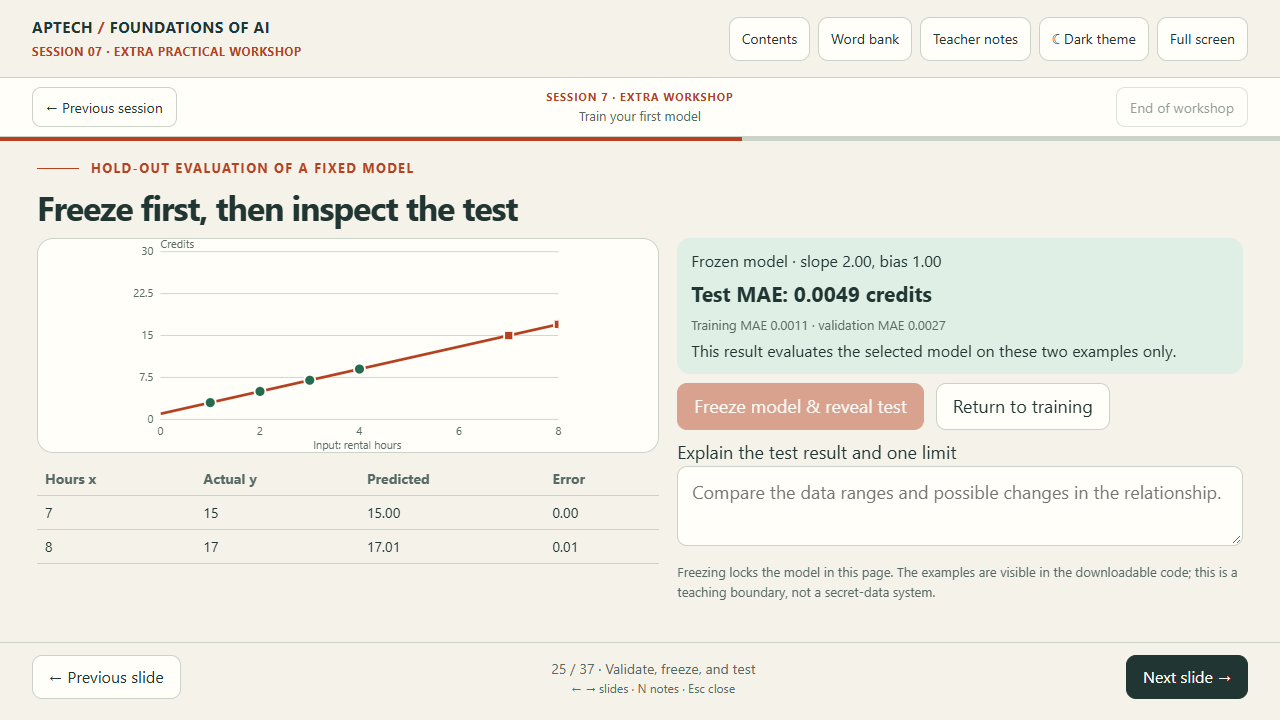 APTECH / FOUNDATIONS OF AI
SESSION 07 · EXTRA PRACTICAL WORKSHOP
Contents
Word bank
Teacher notes
☾ Dark theme
Full screen
← Previous session
SESSION 7 · EXTRA WORKSHOP
Train your first model
End of workshop
HOLD-OUT EVALUATION OF A FIXED MODEL
Freeze first, then inspect the test
Credits
30
22.5
15
7.5
0
0 2 4 6 8
Input: rental hours
Hours x Actual y Predicted Error
7 15 15.00 0.00
8 17 17.01 0.01
Frozen model · slope 2.00, bias 1.00
Test MAE: 0.0049 credits
Training MAE 0.0011 · validation MAE 0.0027
This result evaluates the selected model on these two examples only.
Freeze model & reveal test
Return to training
Explain the test result and one limit
Compare the data ranges and possible changes in the relationship.
Freezing locks the model in this page. The examples are visible in the downloadable code; this is a
teaching boundary, not a secret-data system.
← Previous slide
25 / 37 · Validate, freeze, and test
← → slides · N notes · Esc close
Next slide →